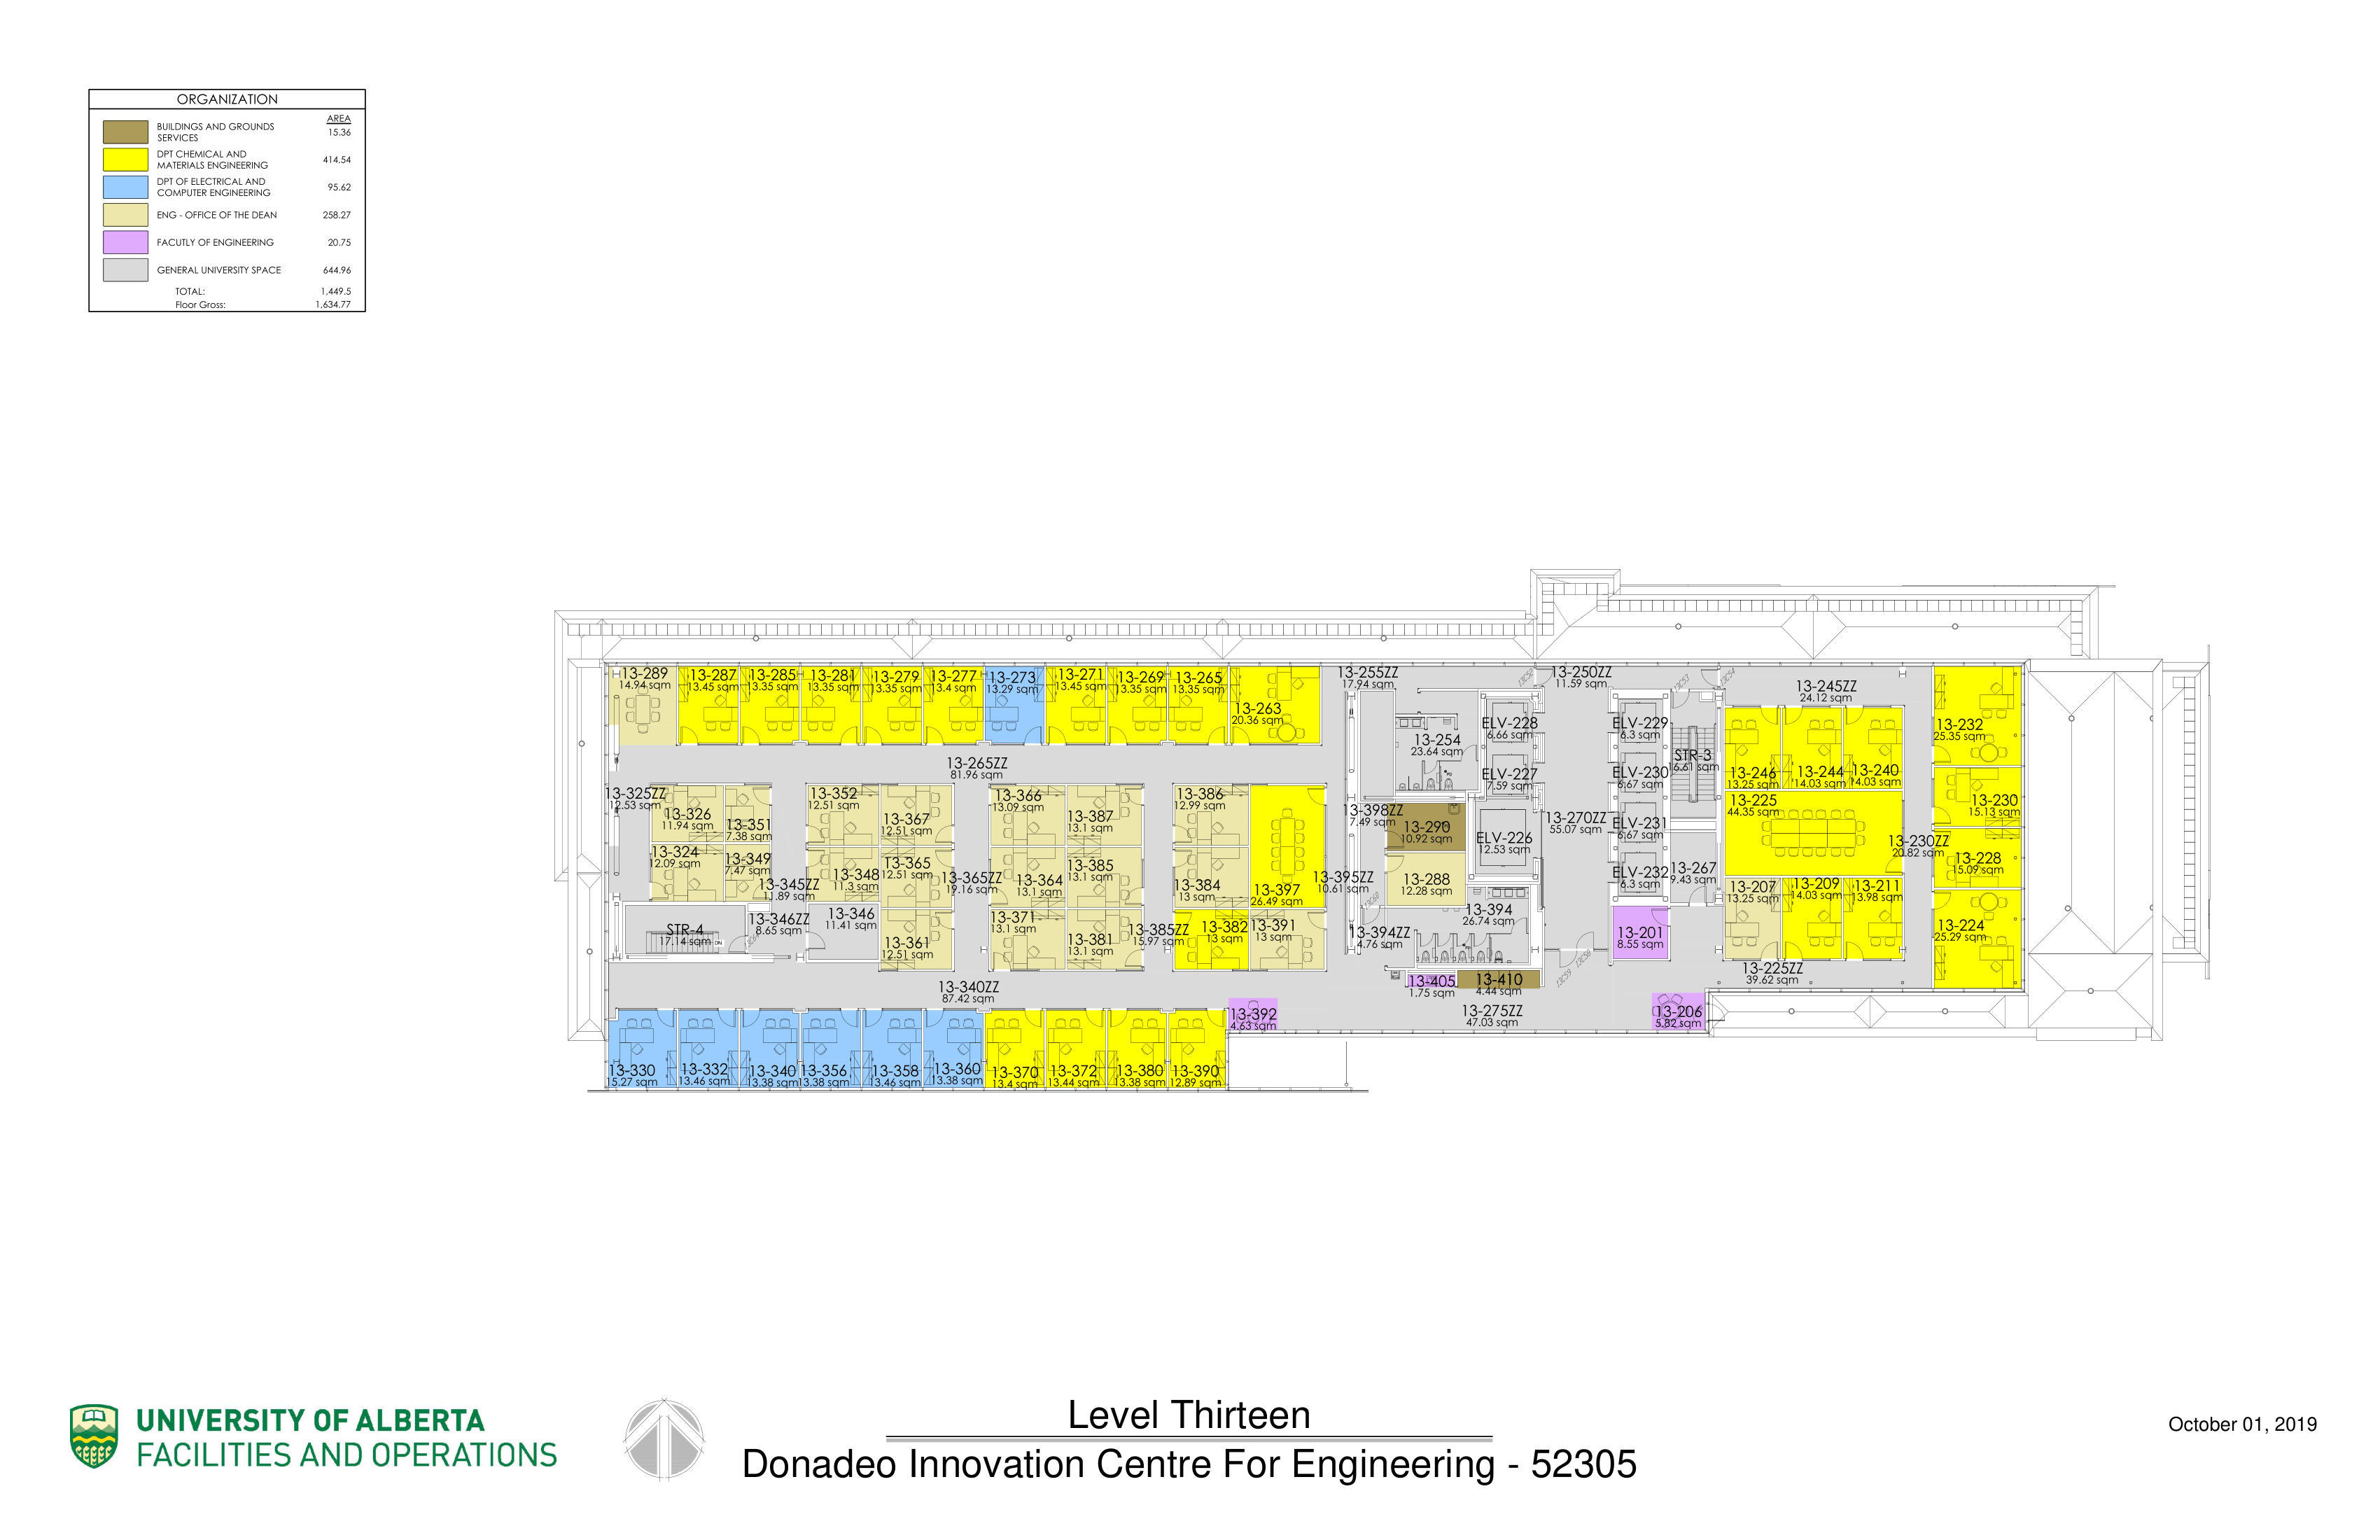 ORGANIZATION
AREA
BUILDINGS AND GROUNDS
SERVICES
15.36
DPT CHEMICAL AND
MATERIALS ENGINEERING
414.54
DPT OF ELECTRICAL AND
COMPUTER ENGINEERING
95.62
ENG - OFFICE OF THE DEAN 258.27
FACUTLY OF ENGINEERING 20.75
GENERAL UNIVERSITY SPACE 644.96
TOTAL: 1,449.5
Floor Gross: 1,634.77
13-289
14.94 sqm
13-287
13.45 sqm
13-285
13.35 sqm
13-281
13.35 sqm
13-279
13.35 sqm
13-277
13.4 sqm
13-273
13.29 sqm
13-271
13.45 sqm
13-269
13.35 sqm
13-265
13.35 sqm
13-263
20.36 sqm
13-255ZZ
17.94 sqm
13-250ZZ
11.59 sqm
13-245ZZ
24.12 sqm
13-232
25.35 sqm
13-254
23.64 sqm
ELV-228
6.66 sqm
ELV-229
6.3 sqm
STR-3
ELV-227
7.59 sqm
ELV-230
6.67 sqm
13-246
13.25 sqm
13-244
14.03 sqm
13-240
14.03 sqm
13-265ZZ
81.96 sqm
13-325ZZ
12.53 sqm
13-326
11.94 sqm
13-351
7.38 sqm
13-352
12.51 sqm
13-367
12.51 sqm
13-366
13.09 sqm
13-387
13.1 sqm
13-386
12.99 sqm
13-398ZZ
7.49 sqm
13-290
10.92 sqm
ELV-226
12.53 sqm
13-270ZZ
55.07 sqm
ELV-231
6.67 sqm
13-225
44.35 sqm
13-230
15.13 sqm
13-230ZZ
20.82 sqm
13-324
12.09 sqm
13-349
7.47 sqm
13-345ZZ
11.89 sqm
13-348
11.3 sqm
13-365
12.51 sqm
13-365ZZ
19.16 sqm
13-364
13.1 sqm
13-385
13.1 sqm
13-384
13 sqm
13-397
26.49 sqm
13-395ZZ
10.61 sqm
13-288
12.28 sqm
ELV-232
6.3 sqm
13-267
9.43 sqm
13-207
13.25 sqm
13-209
14.03 sqm
13-211
13.98 sqm
13-228
15.09 sqm
STR-4
17.14 sqm
DN
13-346ZZ
8.65 sqm
13-346
11.41 sqm
13-361
12.51 sqm
13-371
13.1 sqm
13-381
13.1 sqm
13-385ZZ
15.97 sqm
13-382
13 sqm
13-391
13 sqm
13-394ZZ
4.76 sqm
13-394
26.74 sqm
13-201
8.55 sqm
13-224
25.29 sqm
13-340ZZ
87.42 sqm
13-405
1.75 sqm
13-410
4.44 sqm
13-225ZZ
39.62 sqm
13-392
4.63 sqm
13-275ZZ
47.03 sqm
13-206
5.82 sqm
13-330
15.27 sqm
13-332
13.46 sqm
13-340
13.38 sqm
13-356
13.38 sqm
13-358
13.46 sqm
13-360
13.38 sqm
13-370
13.4 sqm
13-372
13.44 sqm
13-380
13.38 sqm
13-390
12.89 sqm
UNIVERSITY OF ALBERTA
FACILITIES AND OPERATIONS
Level Thirteen
Donadeo Innovation Centre For Engineering - 52305
October 01, 2019